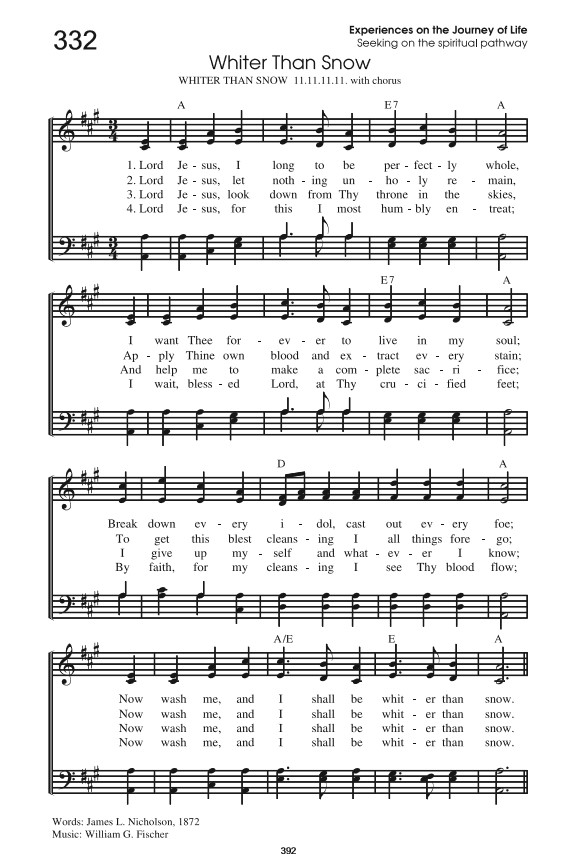 332
Experiences on the Journey of Life
Seeking on the spiritual pathway
Whiter Than Snow
WHITER THAN SNOW 11.11.11.11. with chorus
A E7 A
1. Lord Je - sus, I long to be per - fect - ly whole,
2. Lord Je - sus, let noth - ing un - ho - ly re - main,
3. Lord Je - sus, look down from Thy throne in the skies,
4. Lord Je - sus, for this I most hum - bly en - treat;
E7 A
I want Thee for - ev - er to live in my soul;
Ap - ply Thine own blood and ex - tract ev - ery stain;
And help me to make a com - plete sac - ri - fice;
I wait, bless - ed Lord, at Thy cru - ci - fied feet;
D A
Break down ev - ery i - dol, cast out ev - ery foe;
To get this blest cleans - ing I all things fore - go;
I give up my - self and what - ev - er I know;
By faith, for my cleans - ing I see Thy blood flow;
A/E E A
Now wash me, and I shall be whit - er than snow.
Now wash me, and I shall be whit - er than snow.
Now wash me, and I shall be whit - er than snow.
Now wash me, and I shall be whit - er than snow.
Words: James L. Nicholson, 1872
Music: William G. Fischer
392